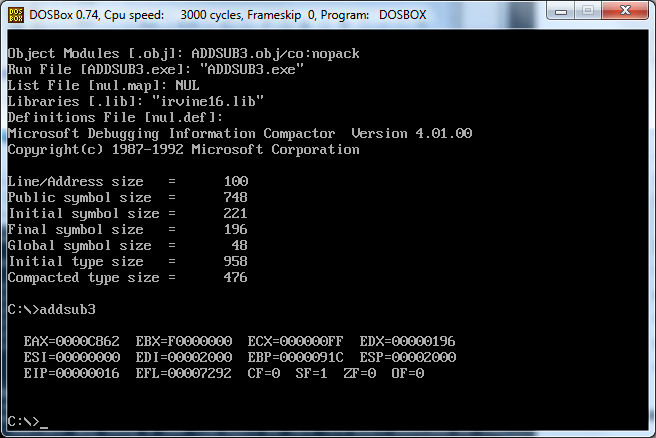 DOS BOX DOSBox 0.74, Cpu speed: 3000 cycles, Frameskip 0, Program: DOSBOX
Object Modules [.obj]: ADDSUB3.obj/co:nopack
Run File [ADDSUB3.exe]: "ADDSUB3.exe"
List File [nul.map]: NUL
Libraries [.lib]: "irvine16.lib"
Definitions File [nul.def]:
Microsoft Debugging Information Compactor  Version 4.01.00
Copyright(c) 1987-1992 Microsoft Corporation
Line/Address size   =      100
Public symbol size  =      748
Initial symbol size =      221
Final symbol size   =      196
Global symbol size  =       48
Initial type size   =      958
Compacted type size =      476
C:\>addsub3
EAX=0000C862  EBX=F0000000  ECX=000000FF  EDX=00000196
ESI=00000000  EDI=00002000  EBP=0000091C  ESP=00002000
EIP=00000016  EFL=00007292  CF=0  SF=1  ZF=0  OF=0
C:\>_